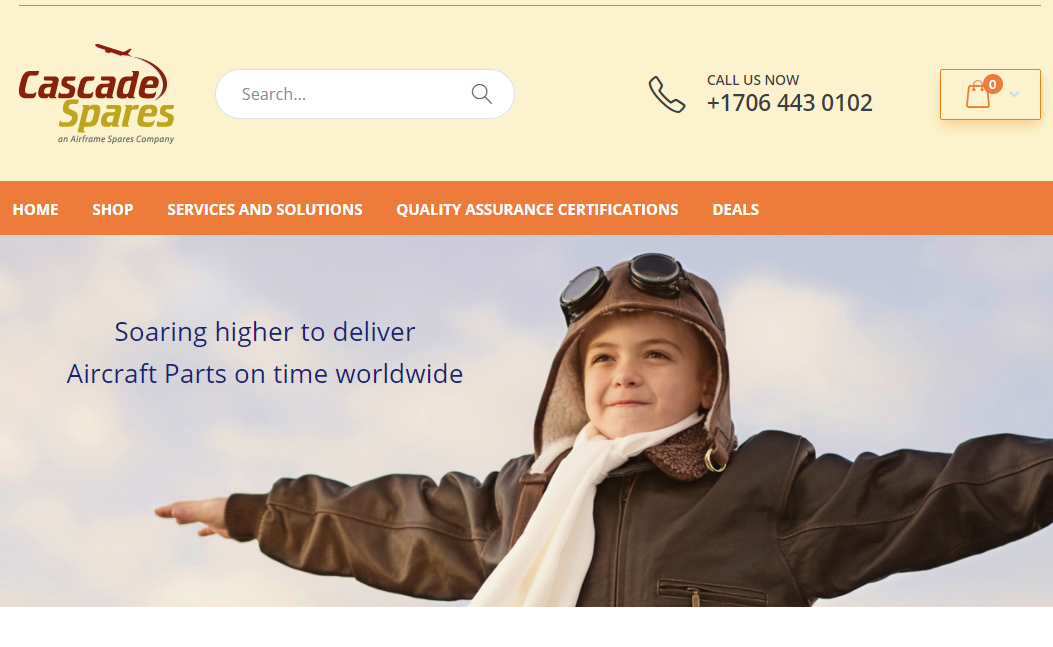 Cascade
Spares
an Airframe Spares Company
Search...
CALL US NOW
+1706 443 0102
0
HOME SHOP SERVICES AND SOLUTIONS QUALITY ASSURANCE CERTIFICATIONS DEALS
Soaring higher to deliver
Aircraft Parts on time worldwide